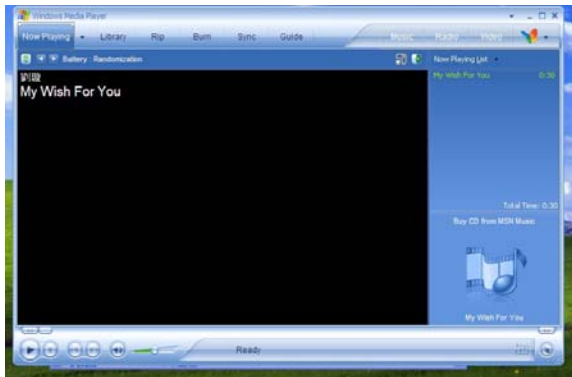 Windows Media Player
Now Playing Library Rip Burn Sync Guide Music Radio Video
Battery: Randomization
Now Playing List
My Wish For You
My Wish For You 0:30
Total Time: 0:30
Buy CD from MSN Music
My Wish For You
Ready